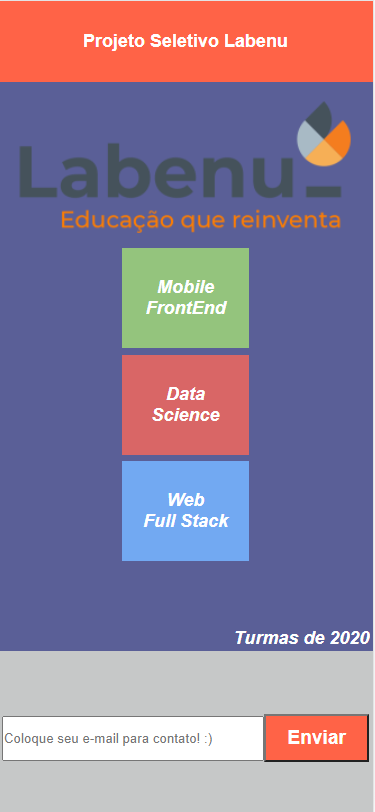 Projeto Seletivo Labenu
Labenu_
Educação que reinventa
Mobile
FrontEnd
Data
Science
Web
Full Stack
Turmas de 2020
Coloque seu e-mail para contato! :)
Enviar